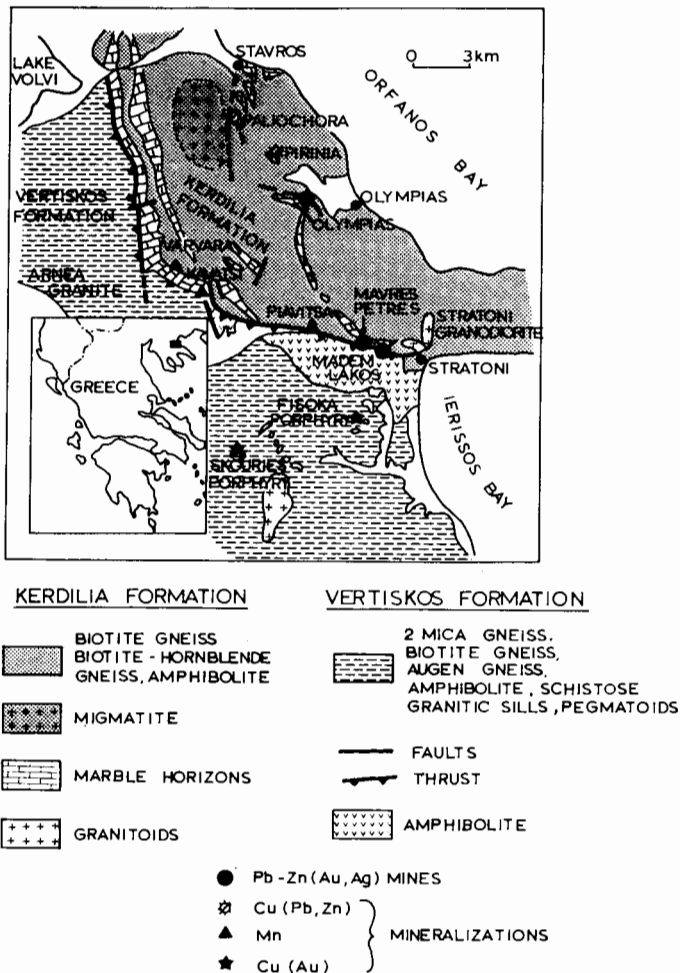 LAKE
VOLVI
STAVROS
0 3km
ORFANOS BAY
PALIOCHORA
PIRINIA
KERDILIA
FORMATION
OLYMPIAS
OLYMPIAS
VERTISKOS
FORMATION
VARVARA
KAVATSI
ARNEA
GRANITE
PIAVITSA
MAVRES
PETRES
STRATONI
GRANODIORITE
GREECE
MADEM
LAKOS
STRATONI
FISOKA
PORPHYRY
SKOURIES
PORPHYRY
IERISSOS BAY
KERDILIA FORMATION
BIOTITE GNEISS
BIOTITE - HORNBLENDE
GNEISS, AMPHIBOLITE
MIGMATITE
MARBLE HORIZONS
GRANITOIDS
VERTISKOS FORMATION
2 MICA GNEISS,
BIOTITE GNEISS,
AUGEN GNEISS,
AMPHIBOLITE, SCHISTOSE
GRANITIC SILLS, PEGMATOIDS
FAULTS
THRUST
AMPHIBOLITE
Pb-Zn(Au, Ag) MINES
Cu (Pb, Zn)
Mn
Cu (Au)
MINERALIZATIONS